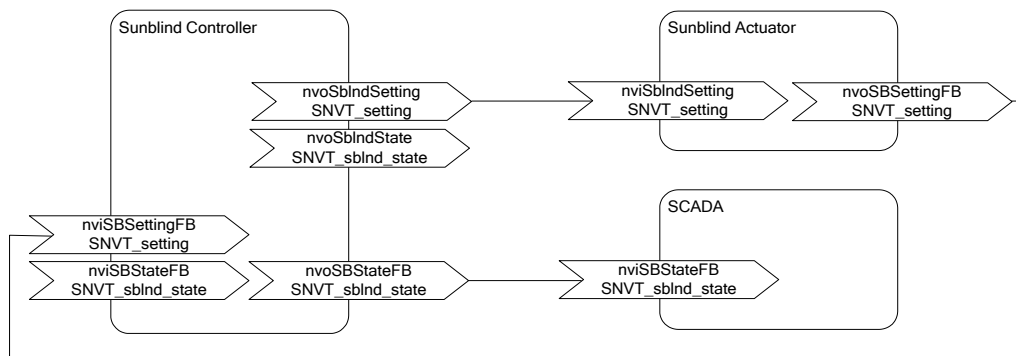 Sunblind Controller
Sunblind Actuator
nvoSblndSetting
SNVT_setting
nviSblndSetting
SNVT_setting
nvoSBSettingFB
SNVT_setting
nvoSblndState
SNVT_sblnd_state
SCADA
nviSBSettingFB
SNVT_setting
nviSBStateFB
SNVT_sblnd_state
nvoSBStateFB
SNVT_sblnd_state
nviSBStateFB
SNVT_sblnd_state